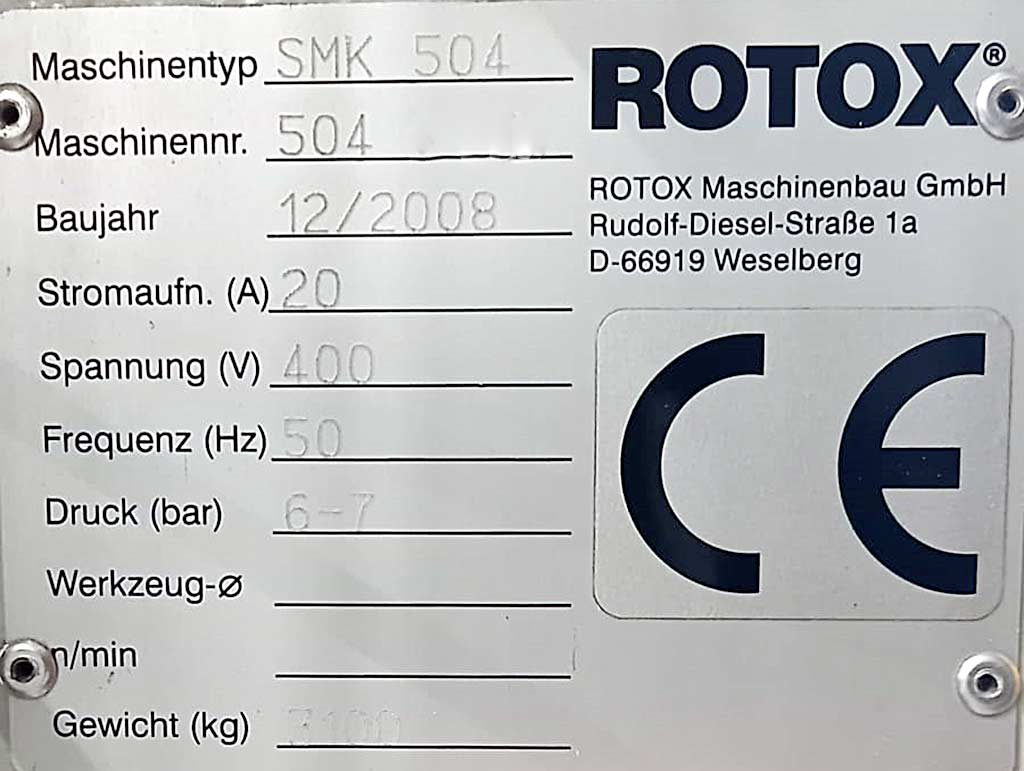 Maschinentyp SMK 504
Maschinennr. 504
Baujahr 12/2008
Stromaufn. (A) 20
Spannung (V) 400
Frequenz (Hz) 50
Druck (bar) 6-7
Werkzeug-Ø
n/min
Gewicht (kg) 3100
ROTOX®
ROTOX Maschinenbau GmbH
Rudolf-Diesel-Straße 1a
D-66919 Weselberg
CE